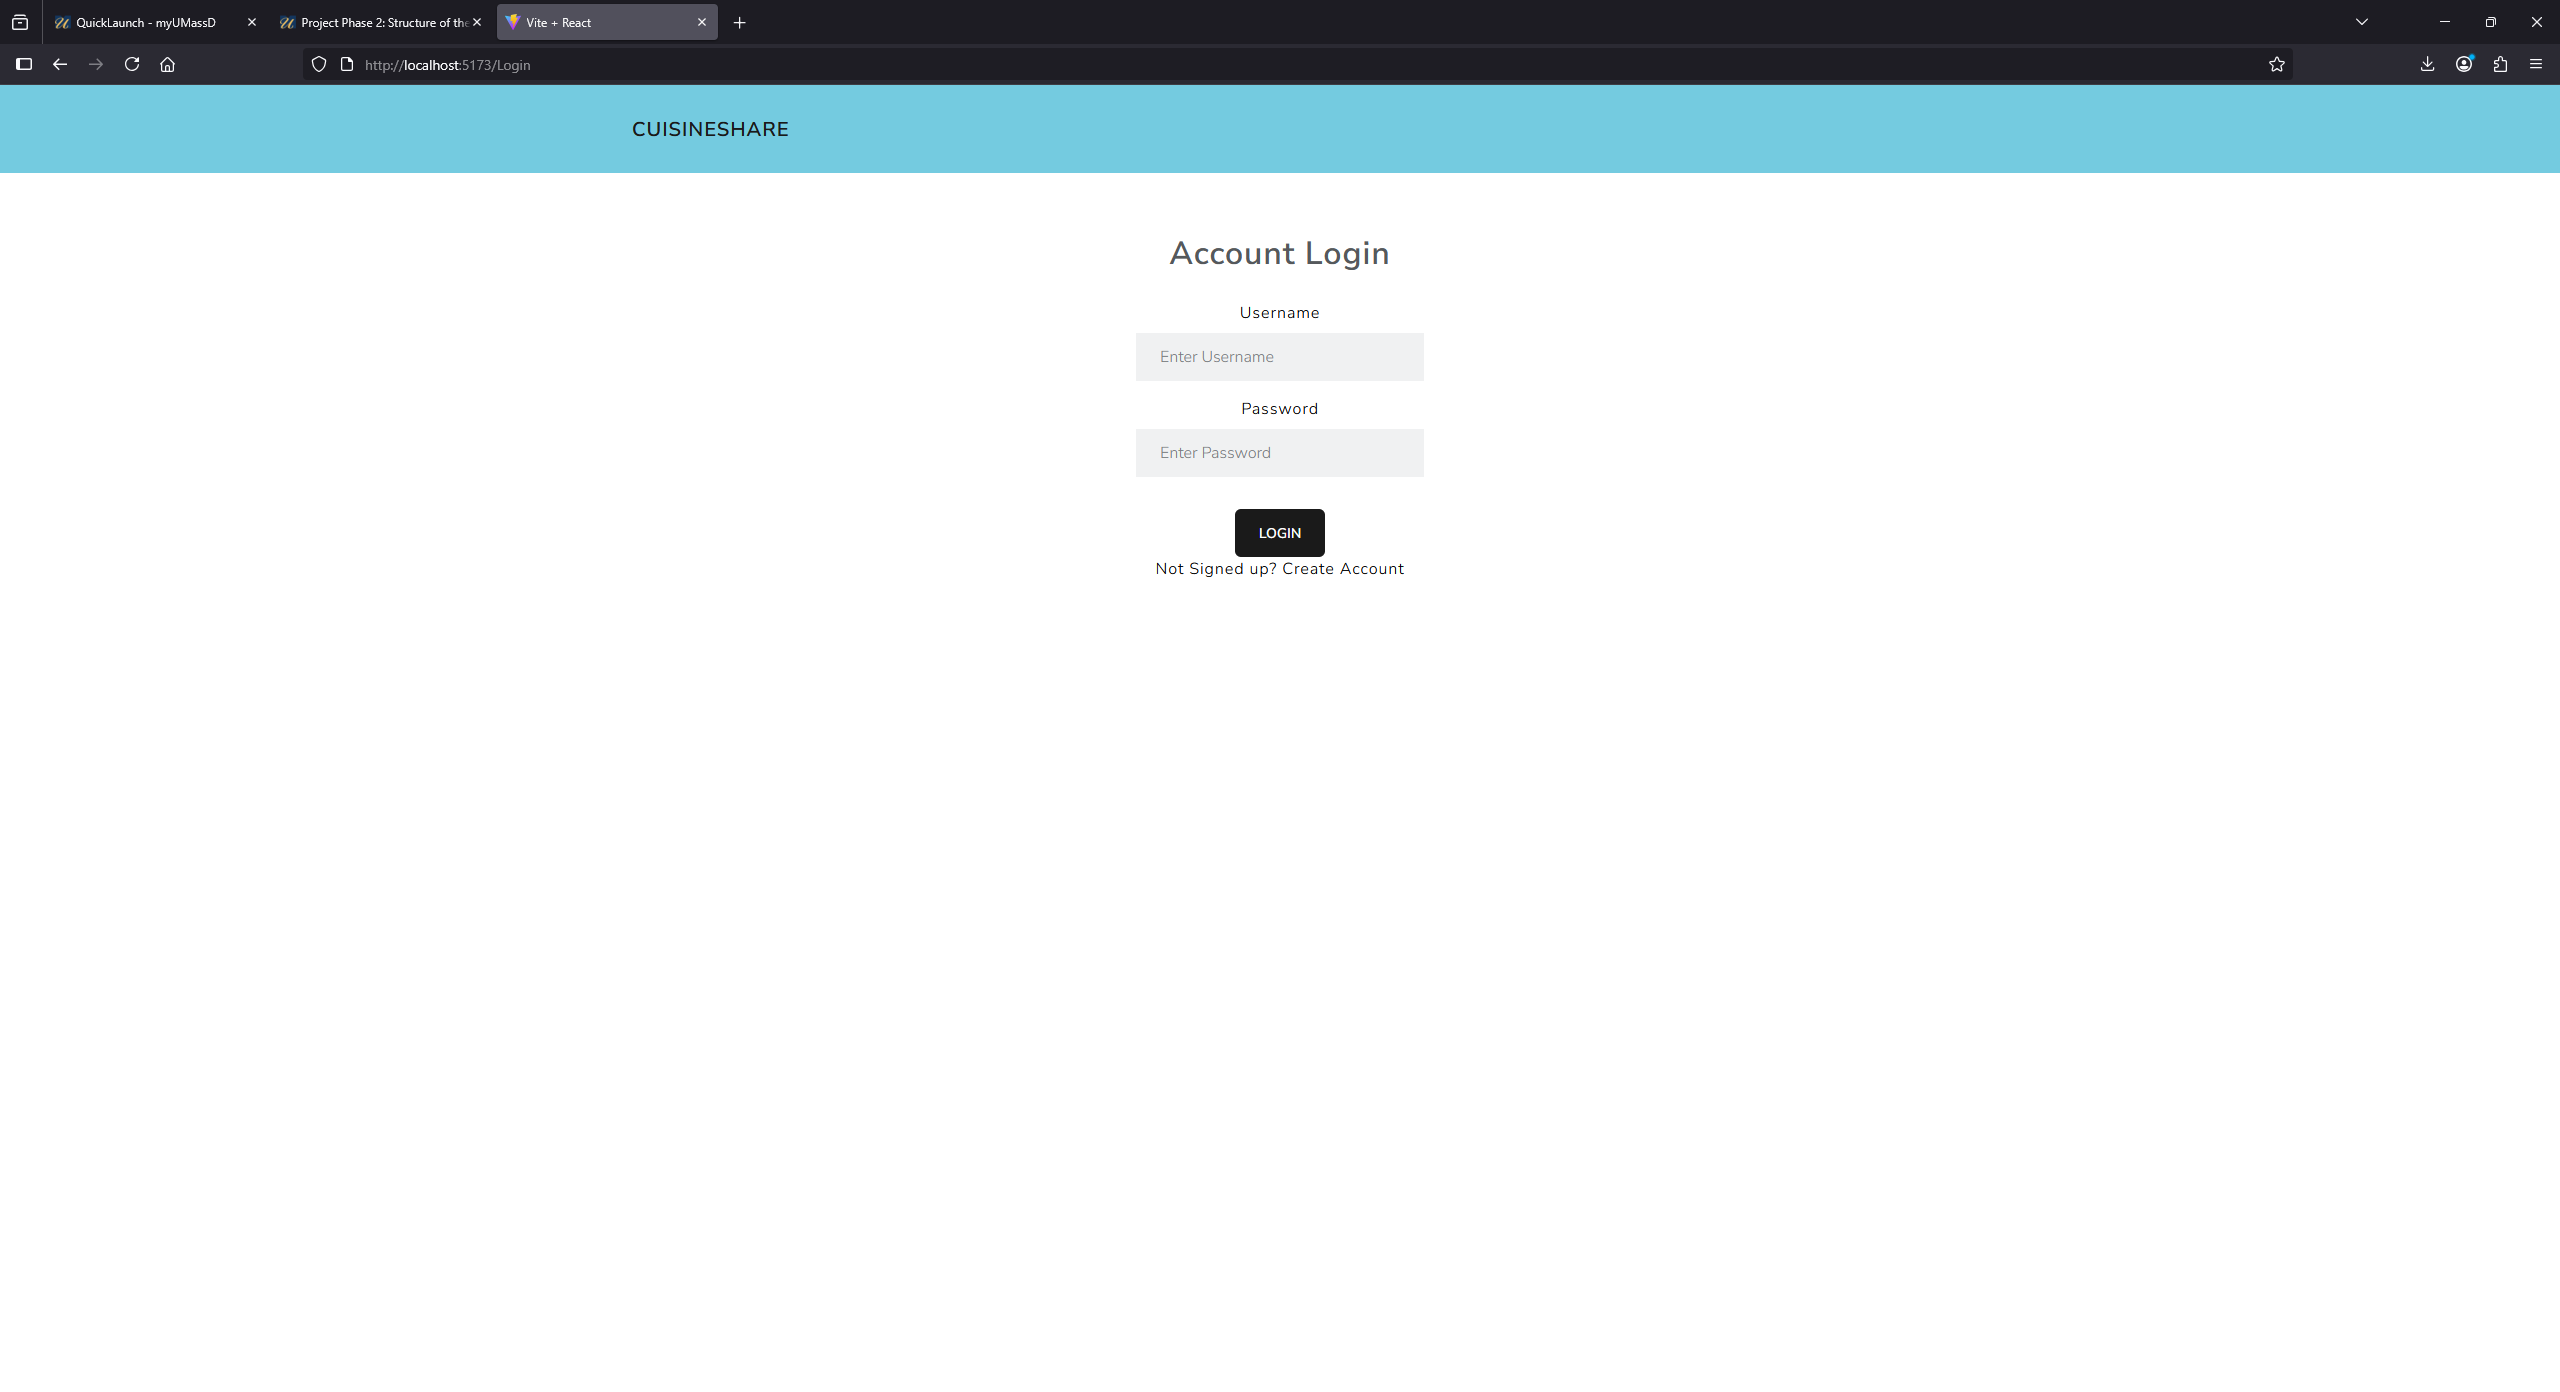 QuickLaunch - myUMassD
Project Phase 2: Structure of the
Vite + React
http://localhost:5173/Login
CUISINESHARE
Account Login
Username
Enter Username
Password
Enter Password
LOGIN
Not Signed up? Create Account